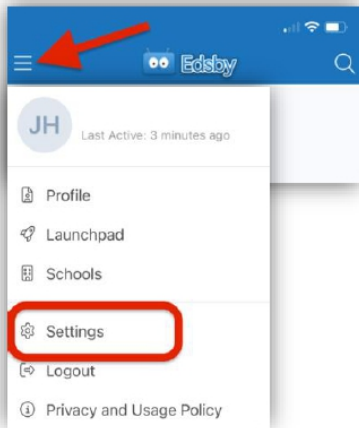 Edsby
JH
Last Active: 3 minutes ago
Profile
Launchpad
Schools
Settings
Logout
Privacy and Usage Policy